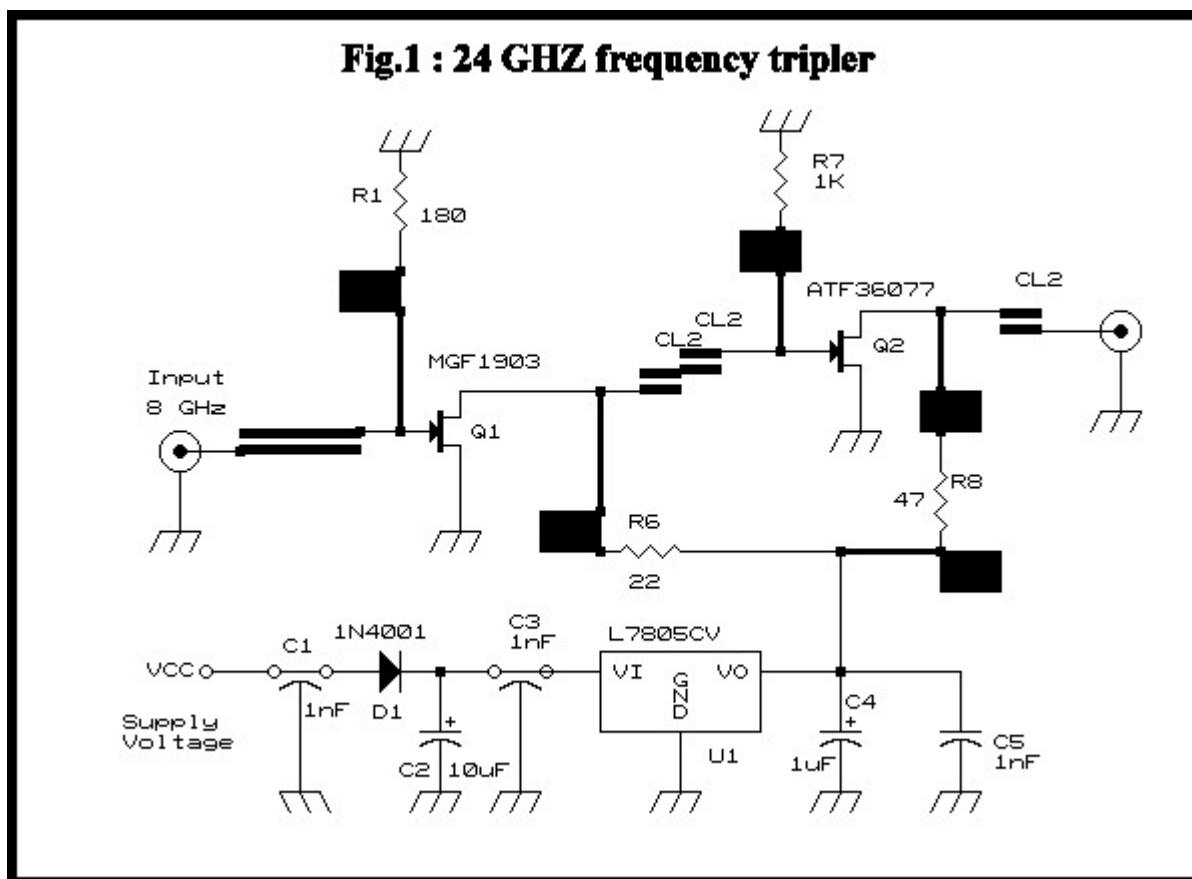 Fig.1 : 24 GHZ frequency tripler
R7
1K
R1
180
ATF36077
CL2
CL2
CL2
Q2
MGF1903
Input
8 GHz
Q1
R8
47
R6
22
1N4001
C3
1nF
L7805CV
C1
VCC
VI
GND
VO
C4
1nF
D1
Supply
Voltage
C2
10uF
U1
1uF
C5
1nF